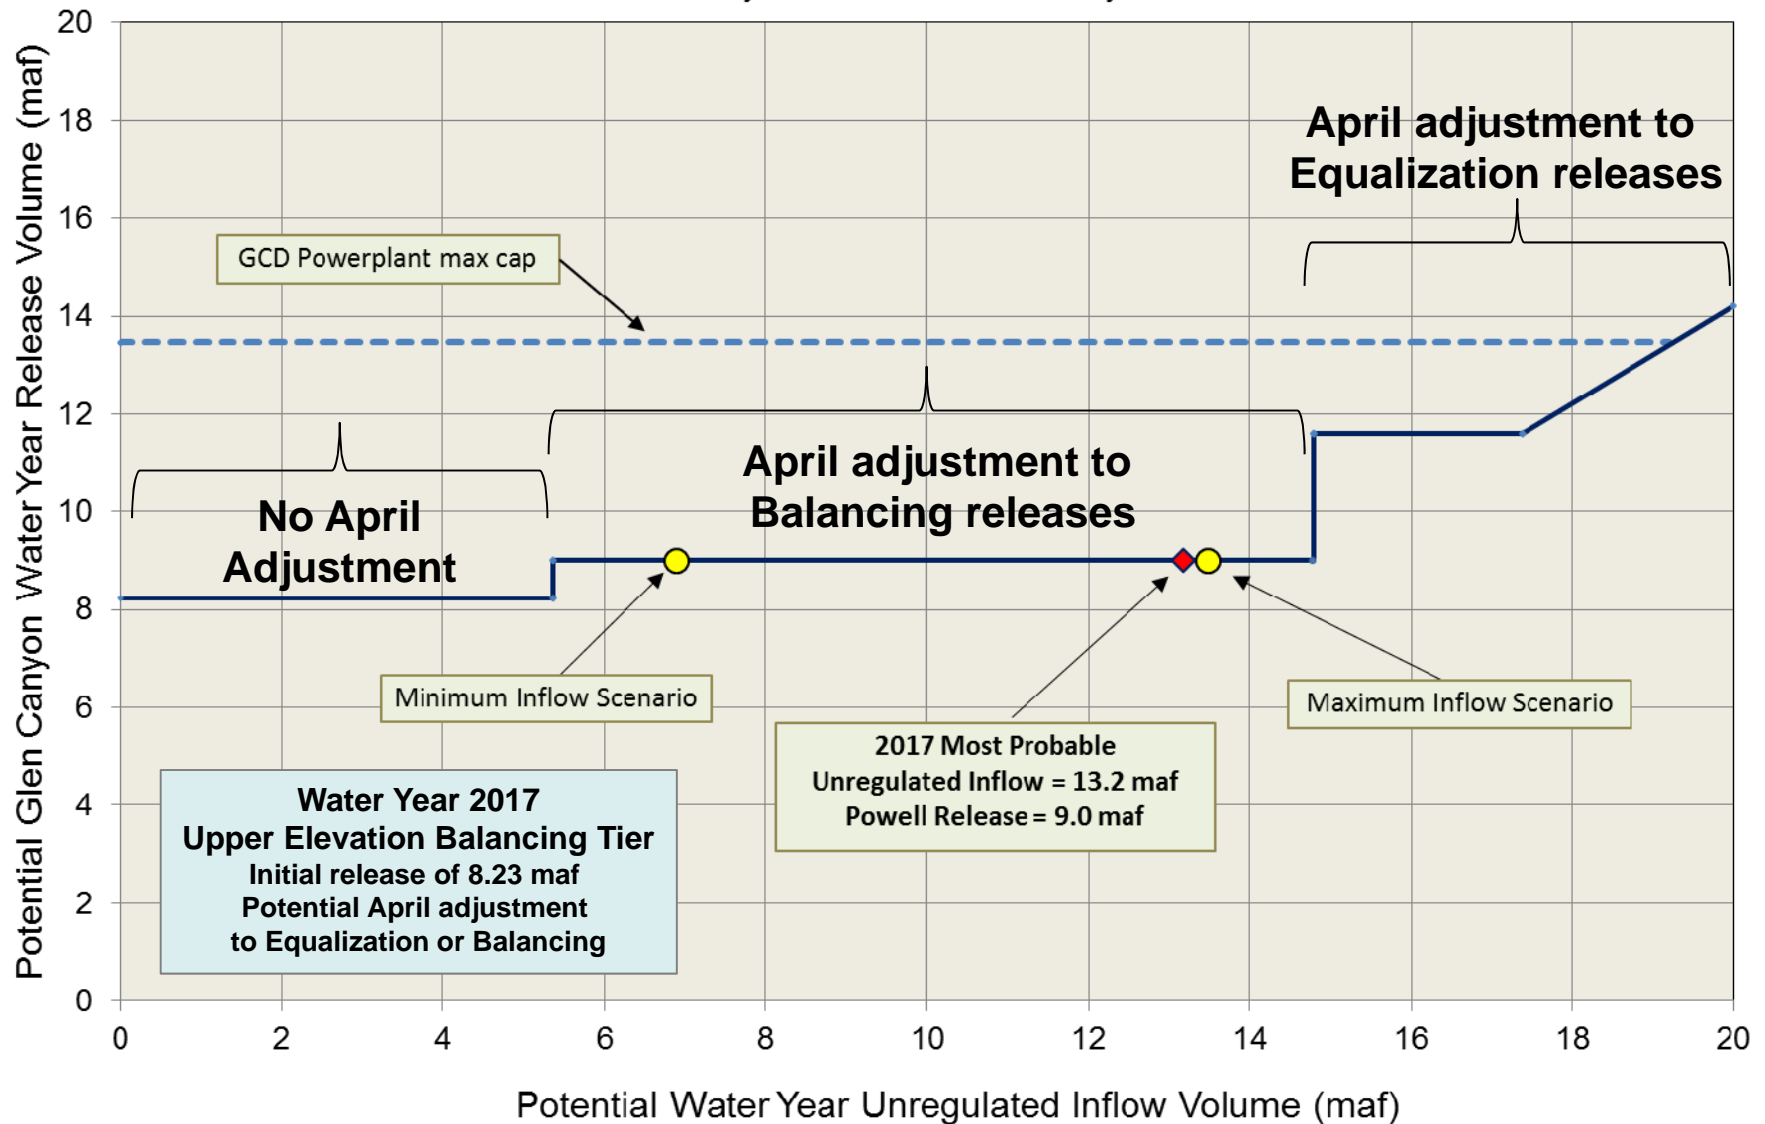 20
18
16
14
12
10
8
6
4
2
0
Potential Glen Canyon Water Year Release Volume (maf)
April adjustment to
Equalization releases
GCD Powerplant max cap
April adjustment to
Balancing releases
No April
Adjustment
Minimum Inflow Scenario
Maximum Inflow Scenario
2017 Most Probable
Unregulated Inflow = 13.2 maf
Powell Release = 9.0 maf
Water Year 2017
Upper Elevation Balancing Tier
Initial release of 8.23 maf
Potential April adjustment
to Equalization or Balancing
0 2 4 6 8 10 12 14 16 18 20
Potential Water Year Unregulated Inflow Volume (maf)